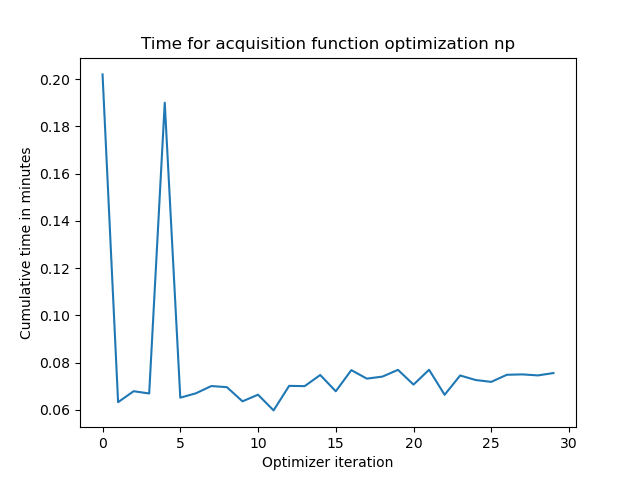 Time for acquisition function optimization np
Cumulative time in minutes
0.20
0.18
0.16
0.14
0.12
0.10
0.08
0.06
0 5 10 15 20 25 30
Optimizer iteration